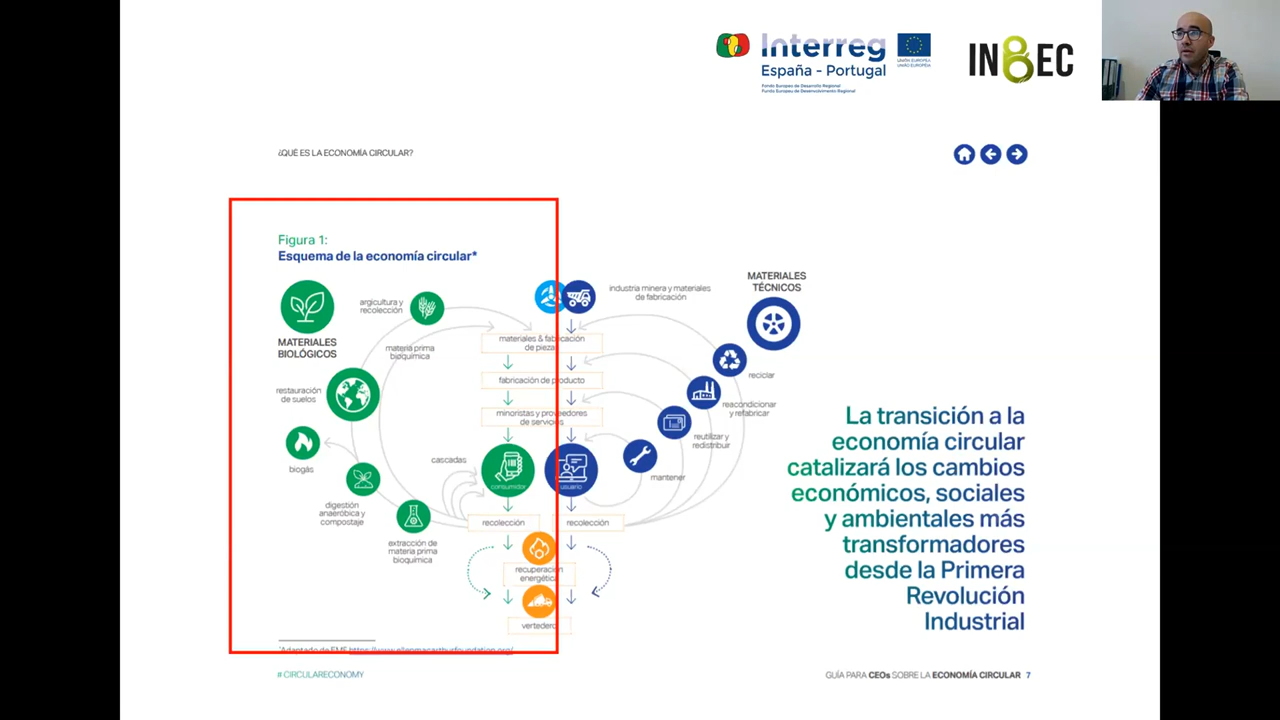 Interreg
España - Portugal
Fondo Europeo de Desarrollo Regional
Fundo Europeu de Desenvolvimento Regional
UNIÓN EUROPEA
UNIÃO EUROPEIA
IN8EC
¿QUÉ ES LA ECONOMÍA CIRCULAR?
Figura 1:
Esquema de la economía circular*
MATERIALES
BIOLÓGICOS
argicultura y
recolección
materia prima
bioquímica
restauración
de suelos
biogás
digestión
anaeróbica y
compostaje
extracción de
materia prima
bioquímica
cascadas
materiales & fabricación
de piezas
fabricación de producto
minoristas y proveedores
de servicios
consumidor
usuario
recolección
recolección
recuperación
energética
vertedero
industria minera y materiales
de fabricación
MATERIALES
TÉCNICOS
reciclar
reacondicionar
y refabricar
reutilizar y
redistribuir
mantener
La transición a la
economía circular
catalizará los cambios
económicos, sociales
y ambientales más
transformadores
desde la Primera
Revolución
Industrial
*Adaptado de EMF https://www.ellenmacarthurfoundation.org/
# CIRCULARECONOMY
GUÍA PARA CEOs SOBRE LA ECONOMÍA CIRCULAR 7